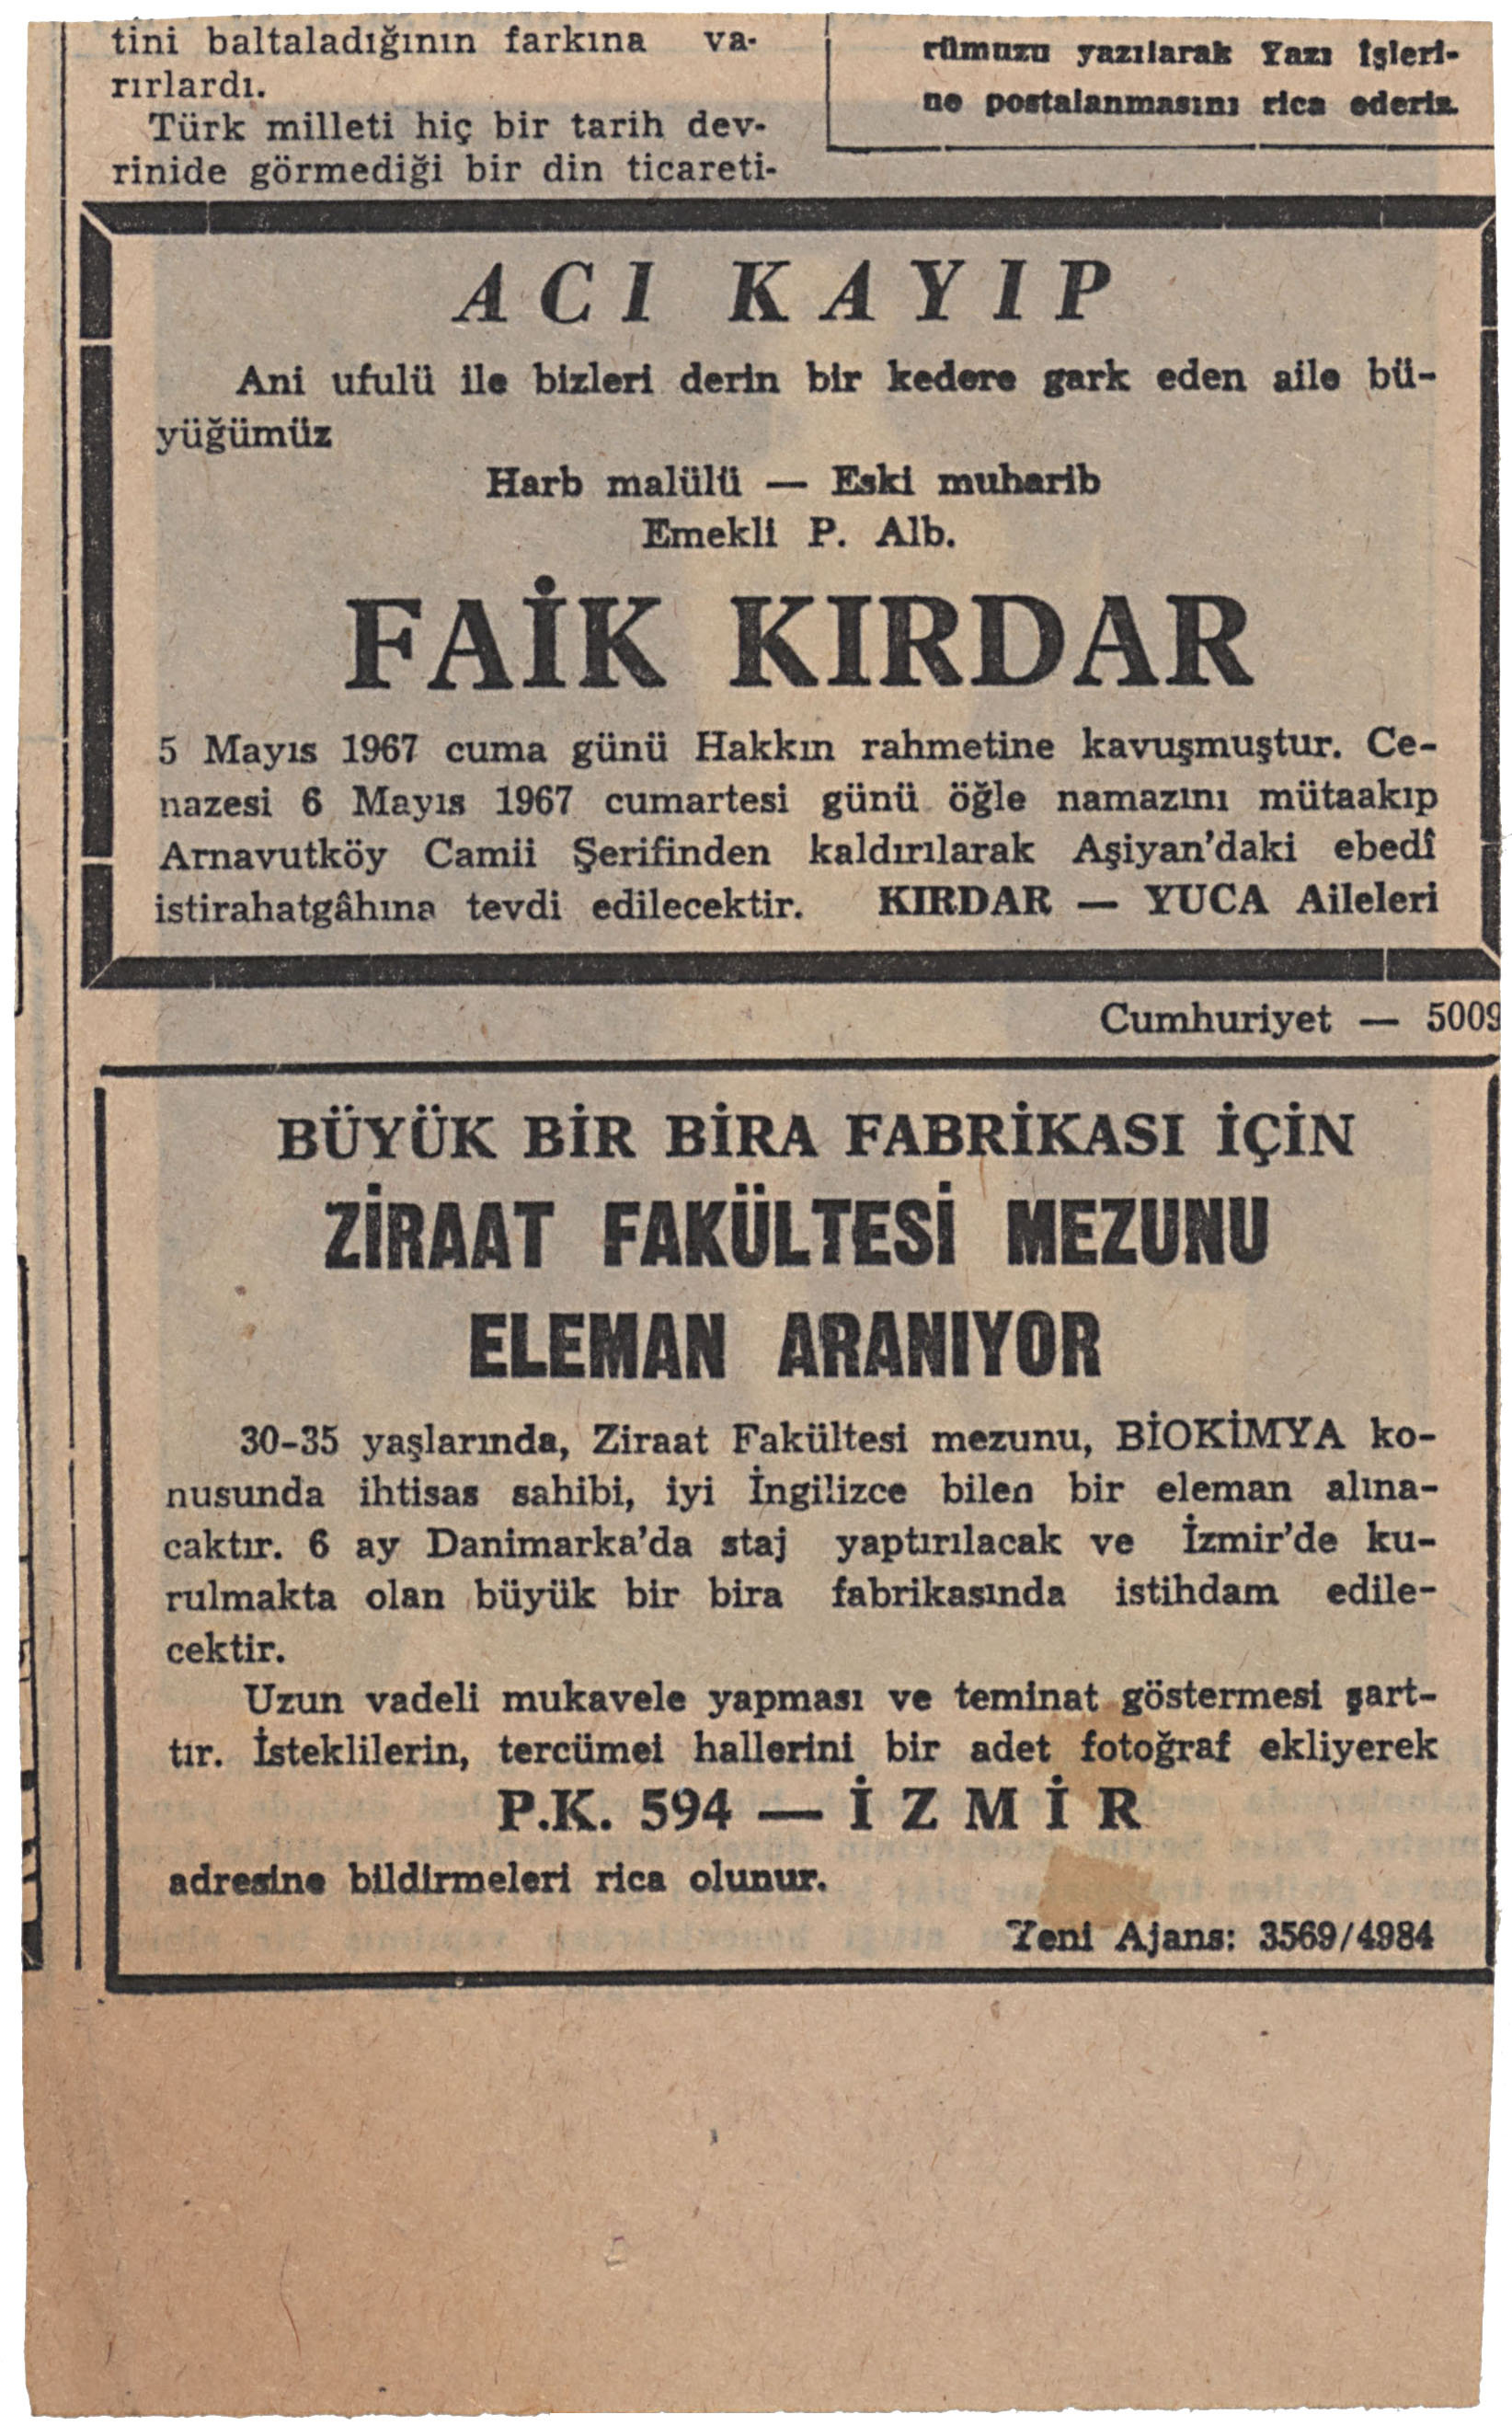 tini baltaladığının farkına va-
rırlardı.
Türk milleti hiç bir tarih dev-
rinide görmediği bir din ticareti-
rümuzu yazılarak Yazı İşleri-
ne postalanmasını rica ederiz.
ACI KAYIP
Ani ufulü ile bizleri derin bir kedere gark eden aile bü-
yüğümüz
Harb malülü — Eski muharib
Emekli P. Alb.
FAİK KIRDAR
5 Mayıs 1967 cuma günü Hakkın rahmetine kavuşmuştur. Ce-
nazesi 6 Mayıs 1967 cumartesi günü öğle namazını mütaakıp
Arnavutköy Camii Şerifinden kaldırılarak Aşiyan'daki ebedî
istirahatgâhına tevdi edilecektir. KIRDAR — YUCA Aileleri
Cumhuriyet — 5009
BÜYÜK BİR BİRA FABRİKASI İÇİN
ZİRAAT FAKÜLTESİ MEZUNU
ELEMAN ARANIYOR
30-35 yaşlarında, Ziraat Fakültesi mezunu, BİOKİMYA ko-
nusunda ihtisas sahibi, iyi İngilizce bilen bir eleman alına-
caktır. 6 ay Danimarka'da staj yaptırılacak ve İzmir'de ku-
rulmakta olan büyük bir bira fabrikasında istihdam edile-
cektir.
Uzun vadeli mukavele yapması ve teminat göstermesi şart-
tır. İsteklilerin, tercümei hallerini bir adet fotoğraf ekliyerek
P.K. 594 — İZMİR
adresine bildirmeleri rica olunur.
Yeni Ajans: 3569/4984